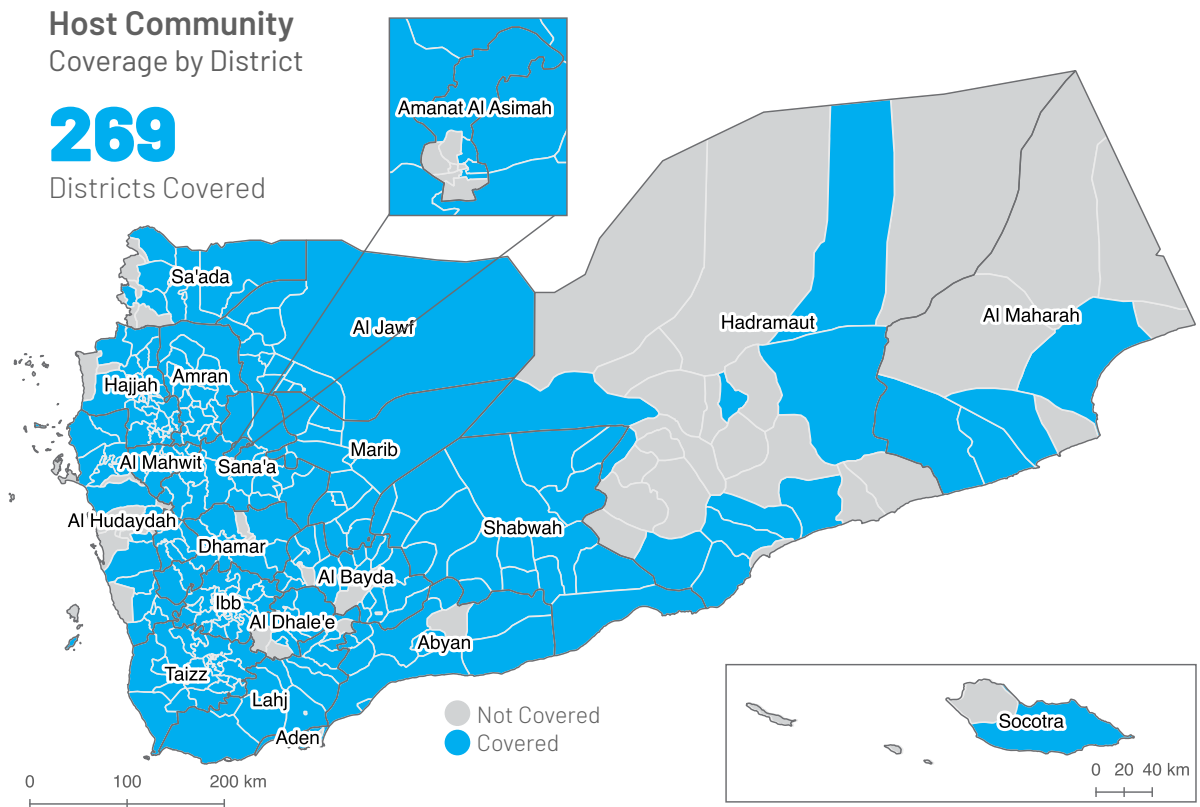 Host Community
Coverage by District
269
Districts Covered
Amanat Al Asimah
Sa'ada
Al Jawf
Hadramaut
Al Maharah
Hajjah
Amran
Al Mahwit
Sana'a
Marib
Al Hudaydah
Dhamar
Shabwah
Al Bayda
Ibb
Al Dhale'e
Abyan
Taizz
Lahj
Aden
Not Covered
Covered
Socotra
0 100 200 km
0 20 40 km